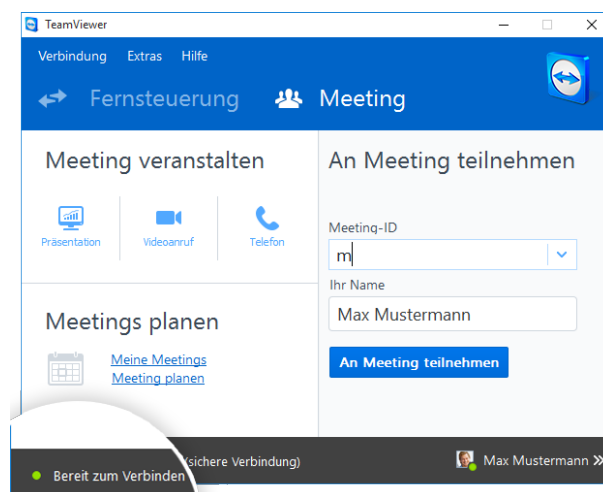 TeamViewer
Verbindung Extras Hilfe
Fernsteuerung Meeting
Meeting veranstalten
Präsentation Videoanruf Telefon
Meetings planen
Meine Meetings
Meeting planen
An Meeting teilnehmen
Meeting-ID
m
Ihr Name
Max Mustermann
An Meeting teilnehmen
Bereit zum Verbinden
(sichere Verbindung)
Max Mustermann »